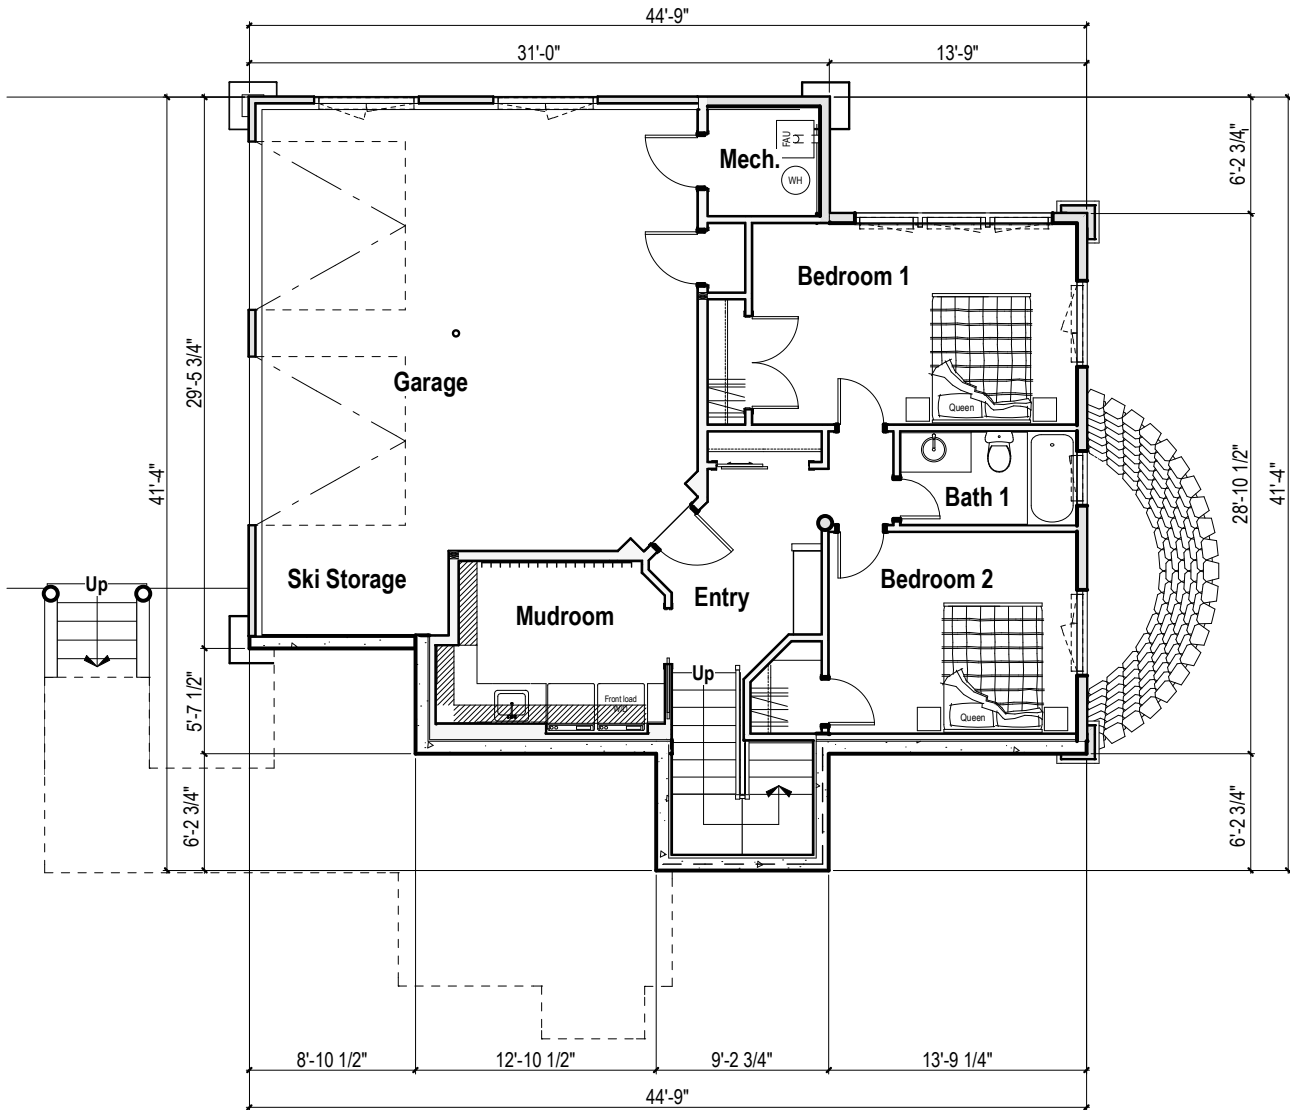 44'-9"
31'-0"
13'-9"
Mech.
FAU
WH
6'-2 3/4"
Bedroom 1
29'-5 3/4"
Garage
Queen
41'-4"
Bath 1
28'-10 1/2"
41'-4"
Up
Ski Storage
Mudroom
Entry
Bedroom 2
Up
Front load
W/D
Queen
5'-7 1/2"
6'-2 3/4"
6'-2 3/4"
8'-10 1/2"
12'-10 1/2"
9'-2 3/4"
13'-9 1/4"
44'-9"